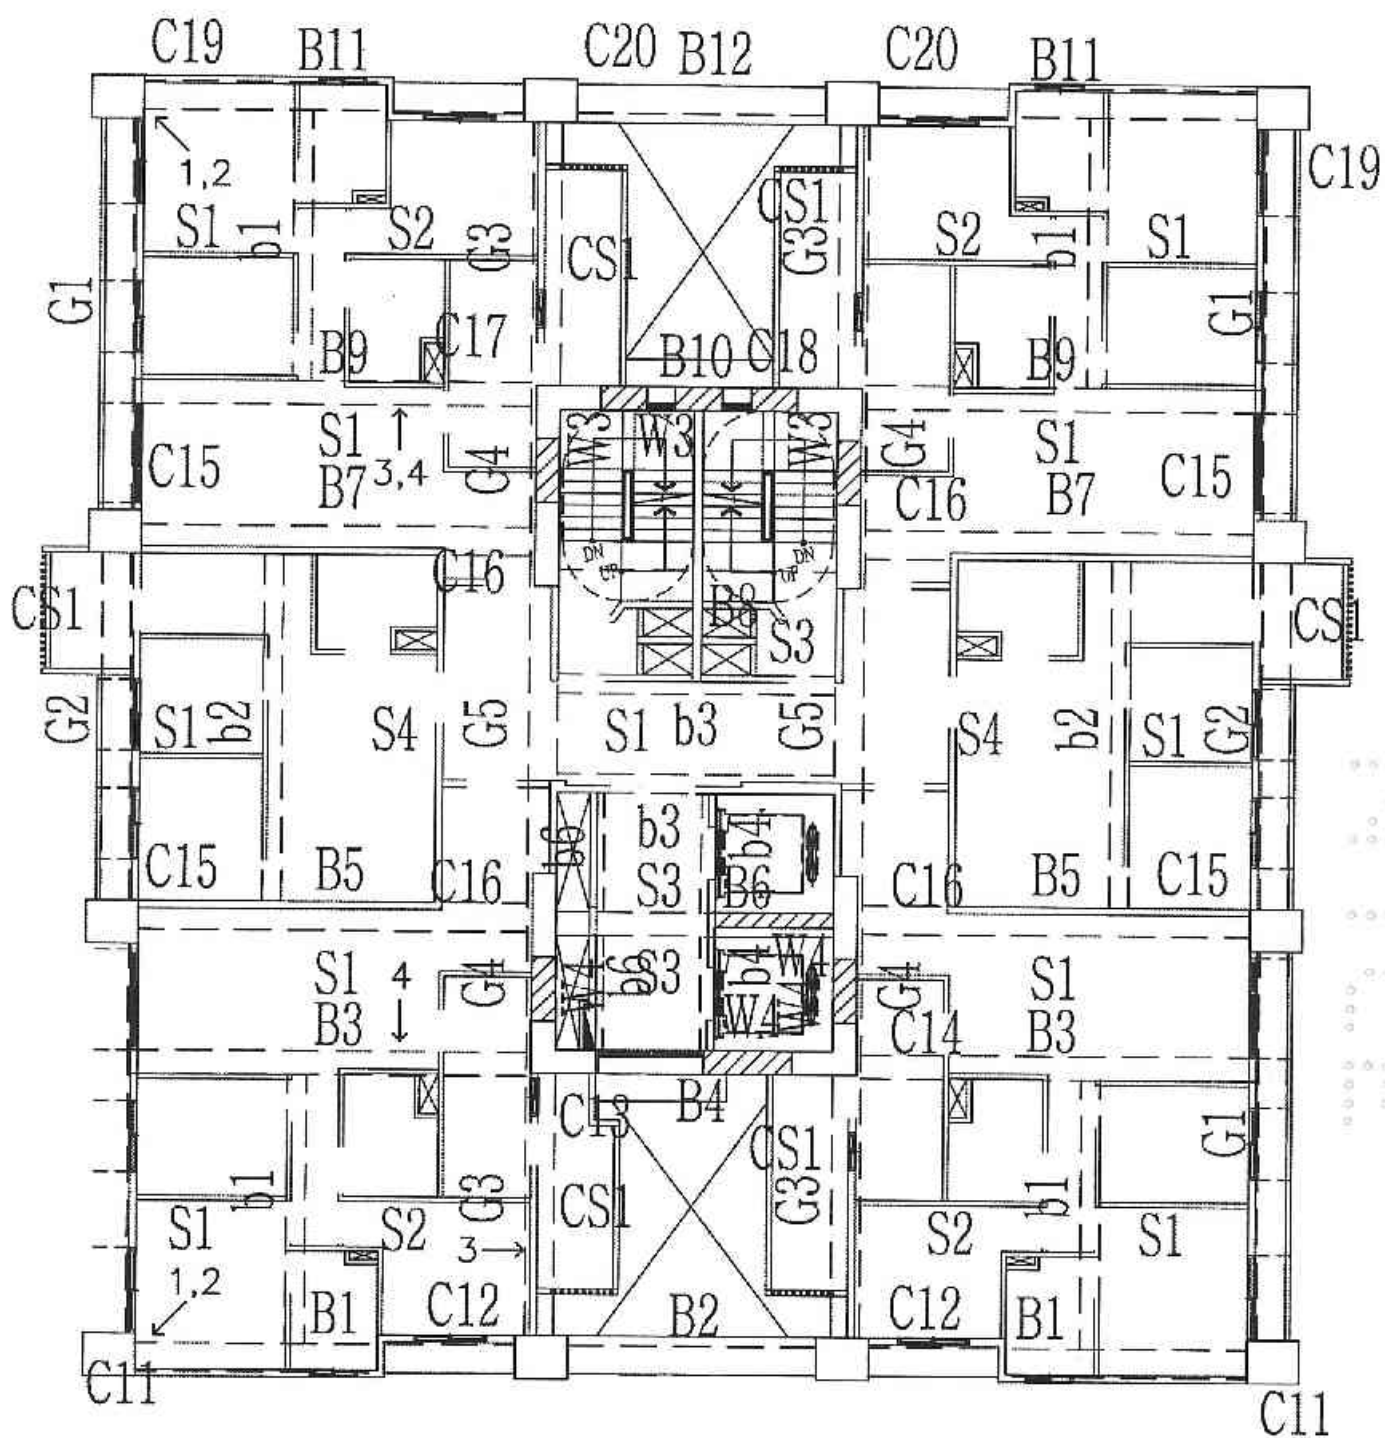 C19 B11 C20 B12 C20 B11
1,2 CS1 C19
S1 b1 S2 G3 CS1 G3 S2 b1 S1
G1 G1
B9 C17 B10 C18 B9
W3 W3 W3
S1 G4 G4 S1
C15 B7 3,4 C16 B7 C15
DN DN
UP UP
CS1 C16 B8 S3 CS1
G2 S1 b2 S4 G5 S1 b3 G5 S4 b2 S1 G2
b6 b3 b4
C15 B5 C16 S3 B6 C16 B5 C15
W4
S1 4 G4 b6 S3 b4 G4 S1
B3 W4 W4 C14 B3
W4
C13 B4 CS1 G1
b1 G3 CS1 G3 b1
S1 S2 S2 S1
3
1,2 B1 C12 B2 C12 B1
C11 C11